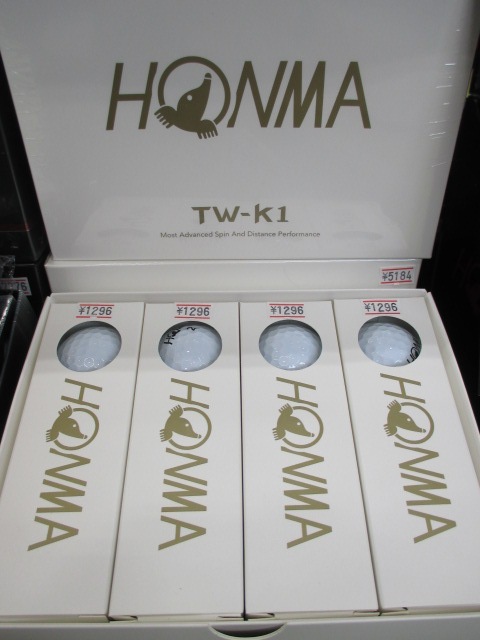 HONMA
TW-K1
Most Advanced Spin And Distance Performance
¥5184
¥1296
¥1296
¥1296
¥1296
HONMA
HONMA
HONMA
HONMA